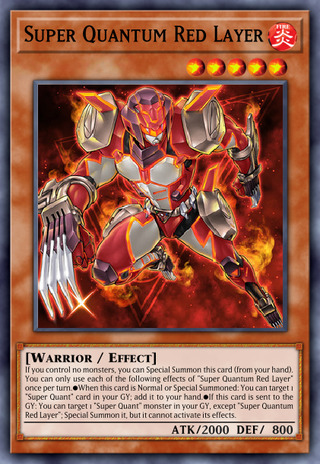 Super Quantum Red Layer
FIRE
炎
[Warrior / Effect]
If you control no monsters, you can Special Summon this card (from your hand).
You can only use each of the following effects of "Super Quantum Red Layer"
once per turn.●When this card is Normal or Special Summoned: You can target 1
"Super Quant" card in your GY; add it to your hand.●If this card is sent to the
GY: You can target 1 "Super Quant" monster in your GY, except "Super Quantum
Red Layer"; Special Summon it, but it cannot activate its effects.
ATK/2000 DEF/ 800